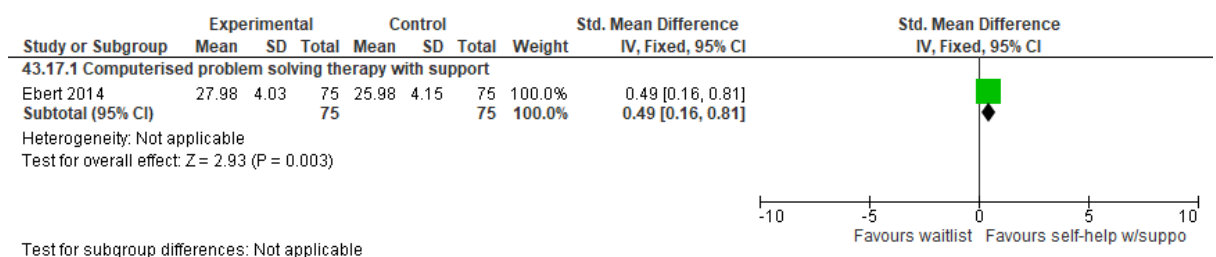 Experimental Control Std. Mean Difference Std. Mean Difference
Study or Subgroup Mean SD Total Mean SD Total Weight IV, Fixed, 95% CI IV, Fixed, 95% CI
43.17.1 Computerised problem solving therapy with support
Ebert 2014 27.98 4.03 75 25.98 4.15 75 100.0% 0.49 [0.16, 0.81]
Subtotal (95% CI) 75 75 100.0% 0.49 [0.16, 0.81]
Heterogeneity: Not applicable
Test for overall effect: Z = 2.93 (P = 0.003)
-10 -5 0 5 10
Favours waitlist Favours self-help w/suppo
Test for subgroup differences: Not applicable